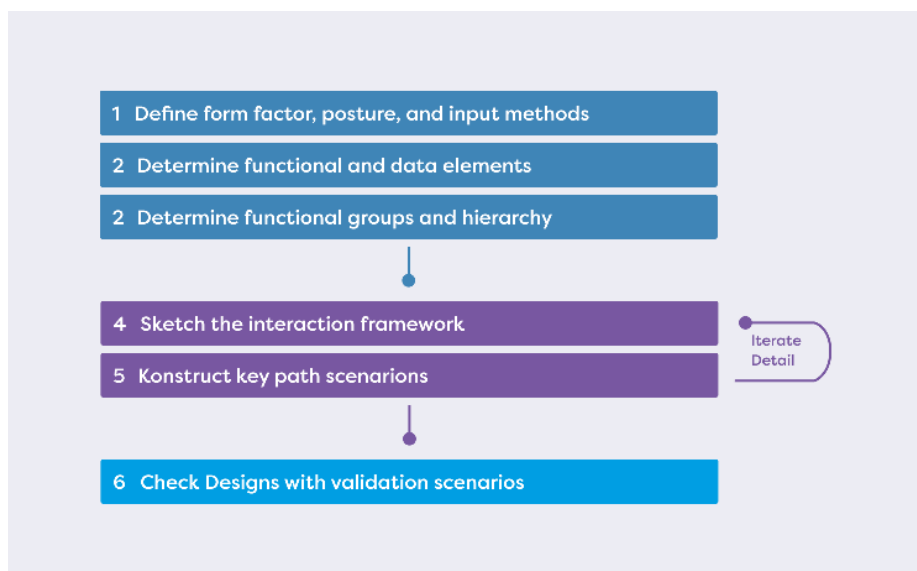 1 Define form factor, posture, and input methods
2 Determine functional and data elements
2 Determine functional groups and hierarchy
4 Sketch the interaction framework
5 Konstruct key path scenarions
Iterate
Detail
6 Check Designs with validation scenarios